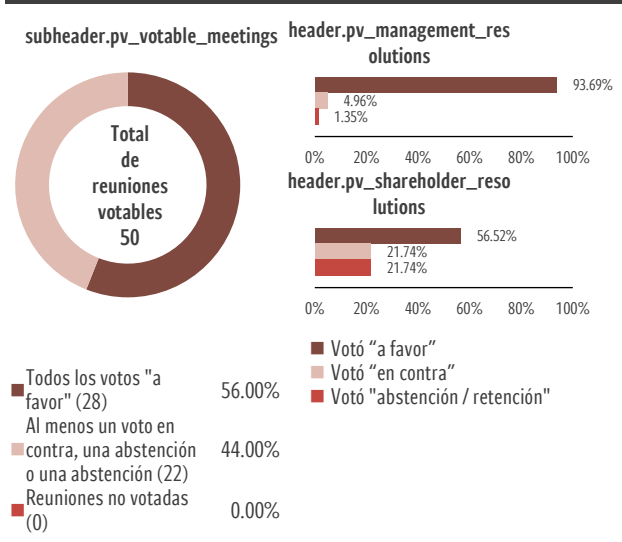 subheader.pv_votable_meetings
Total
de
reuniones
votables
50
Todos los votos "a
favor" (28)
56.00%
Al menos un voto en
contra, una abstención
o una abstención (22)
44.00%
Reuniones no votadas
(0)
0.00%
header.pv_management_res
olutions
93.69%
4.96%
1.35%
0% 20% 40% 60% 80% 100%
header.pv_shareholder_reso
lutions
56.52%
21.74%
21.74%
0% 20% 40% 60% 80% 100%
Votó “a favor”
Votó “en contra”
Votó "abstención / retención"